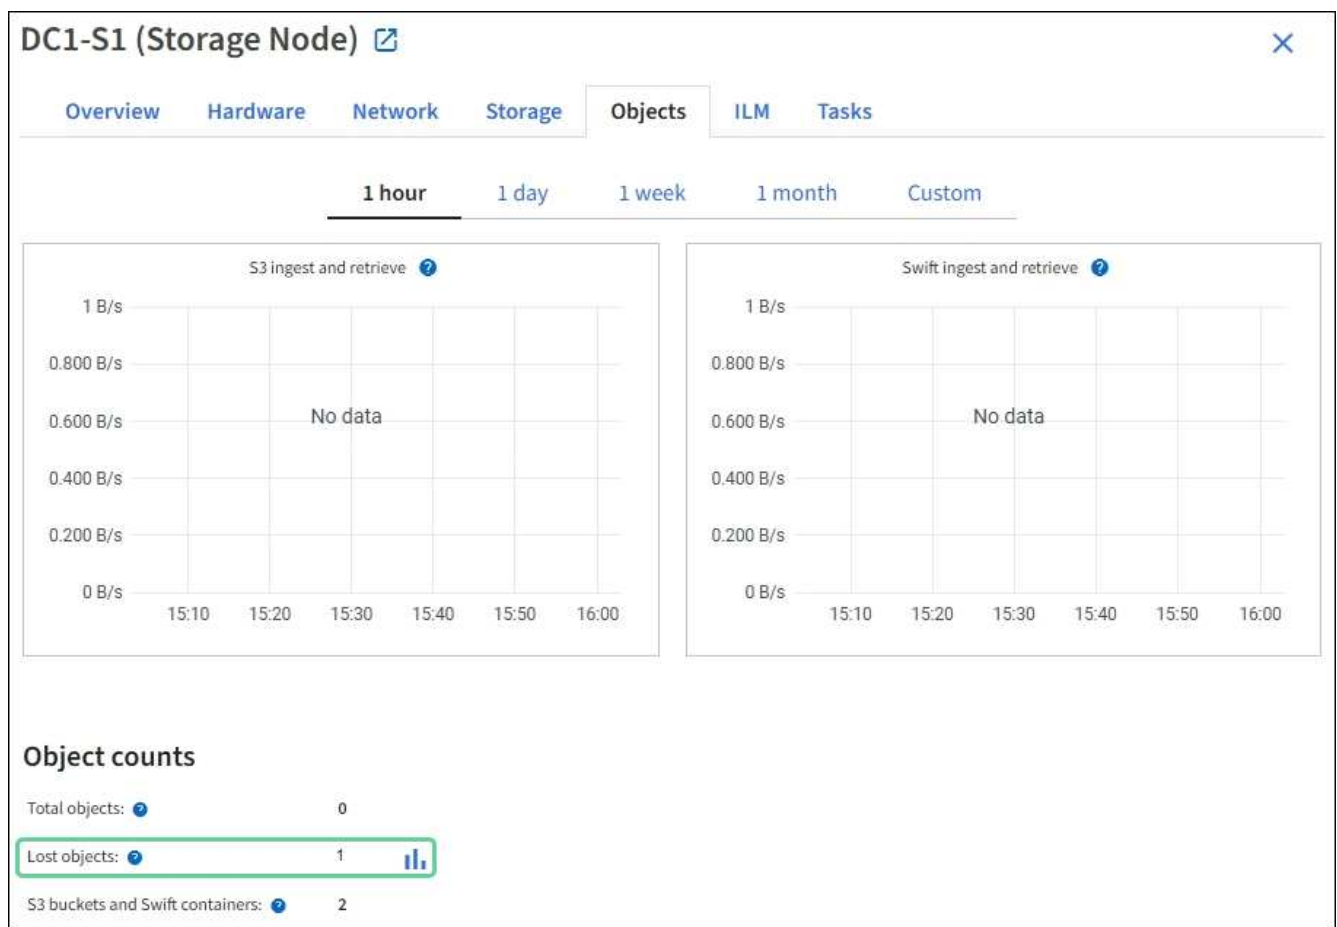 DC1-S1 (Storage Node)
Overview Hardware Network Storage Objects ILM Tasks
1 hour 1 day 1 week 1 month Custom
S3 ingest and retrieve ?
1 B/s
0.800 B/s
0.600 B/s
0.400 B/s
0.200 B/s
0 B/s
No data
15:10 15:20 15:30 15:40 15:50 16:00
Swift ingest and retrieve ?
1 B/s
0.800 B/s
0.600 B/s
0.400 B/s
0.200 B/s
0 B/s
No data
15:10 15:20 15:30 15:40 15:50 16:00
Object counts
Total objects: ? 0
Lost objects: ? 1
S3 buckets and Swift containers: ? 2